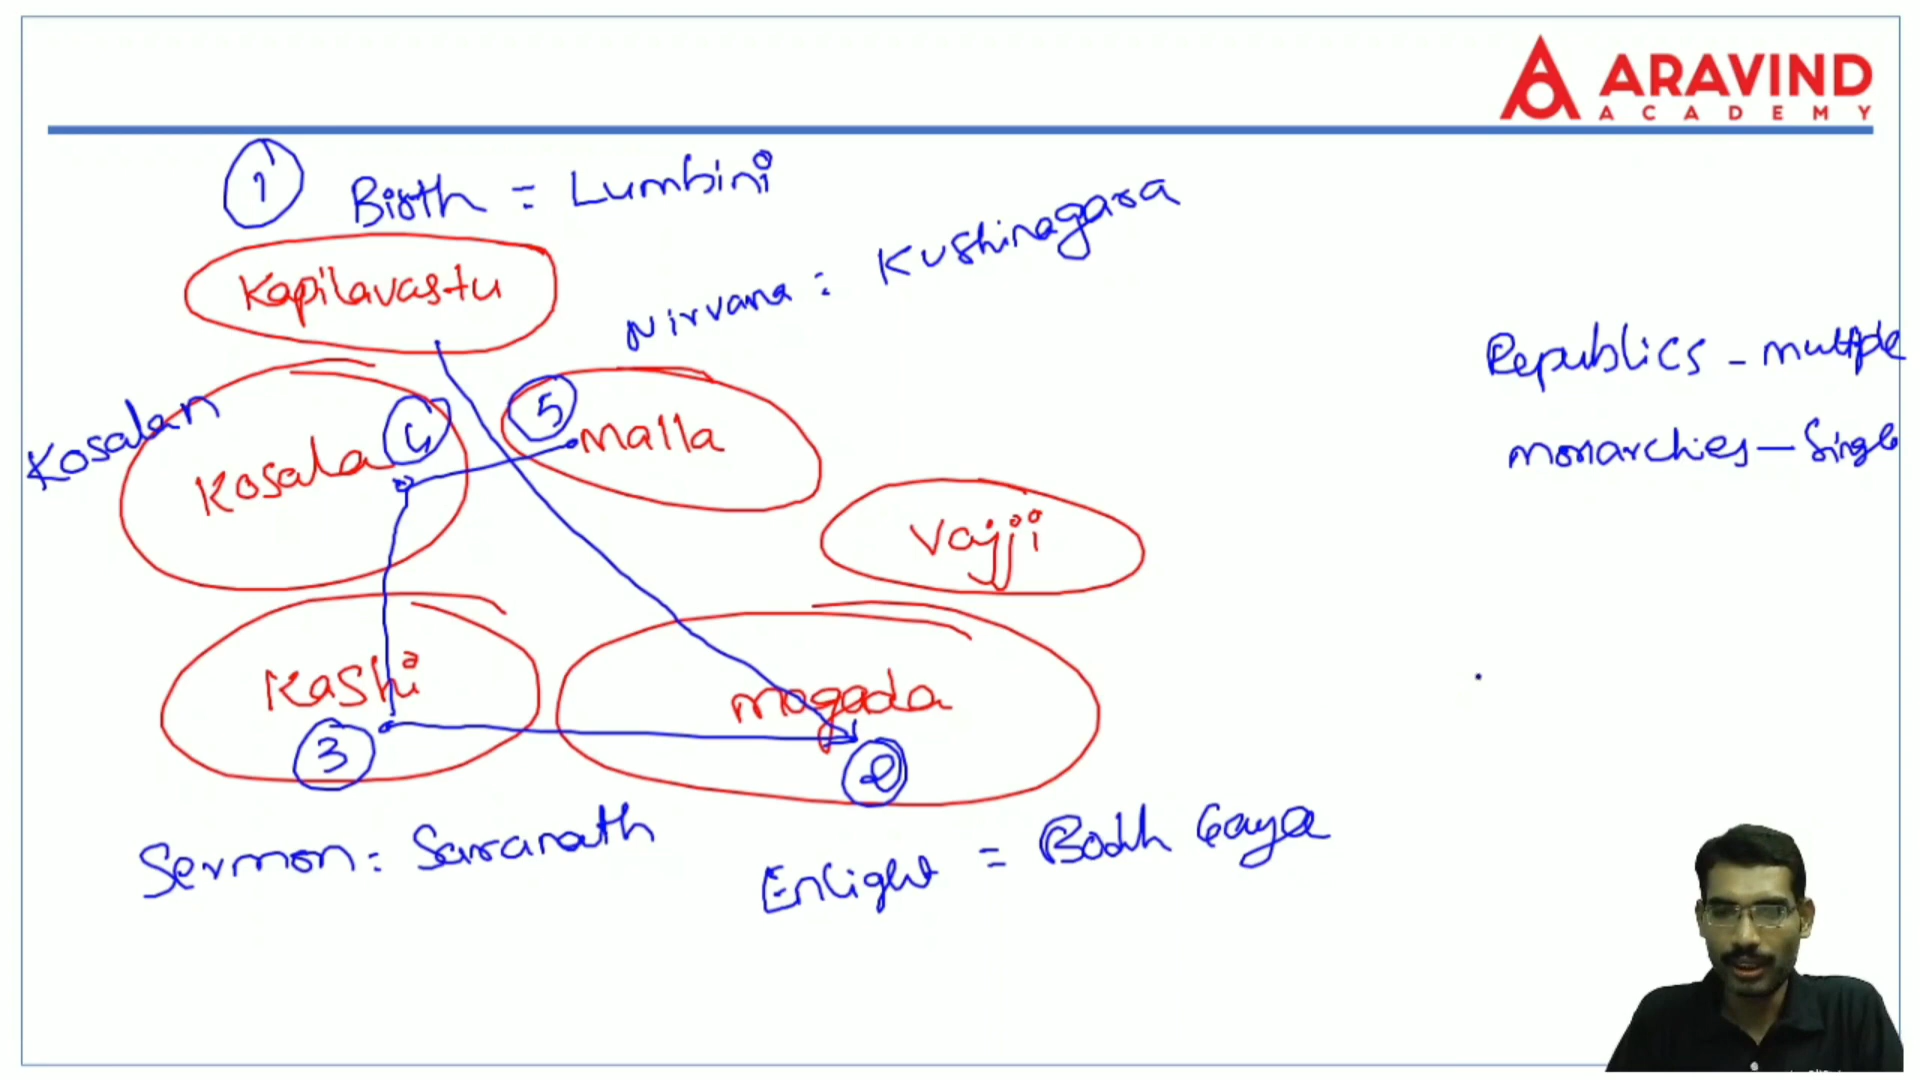 ARAVIND
ACADEMY
1 Birth = Lumbini
Kapilavastu
Nirvana : Kushinagara
Republics - multiple
Kosalan
Kosala 4
5 Malla
monarchies - Single
Vajji
Kashi
3
mogada
2
Sermon : Saranath
Enlight = Bodh Gaya